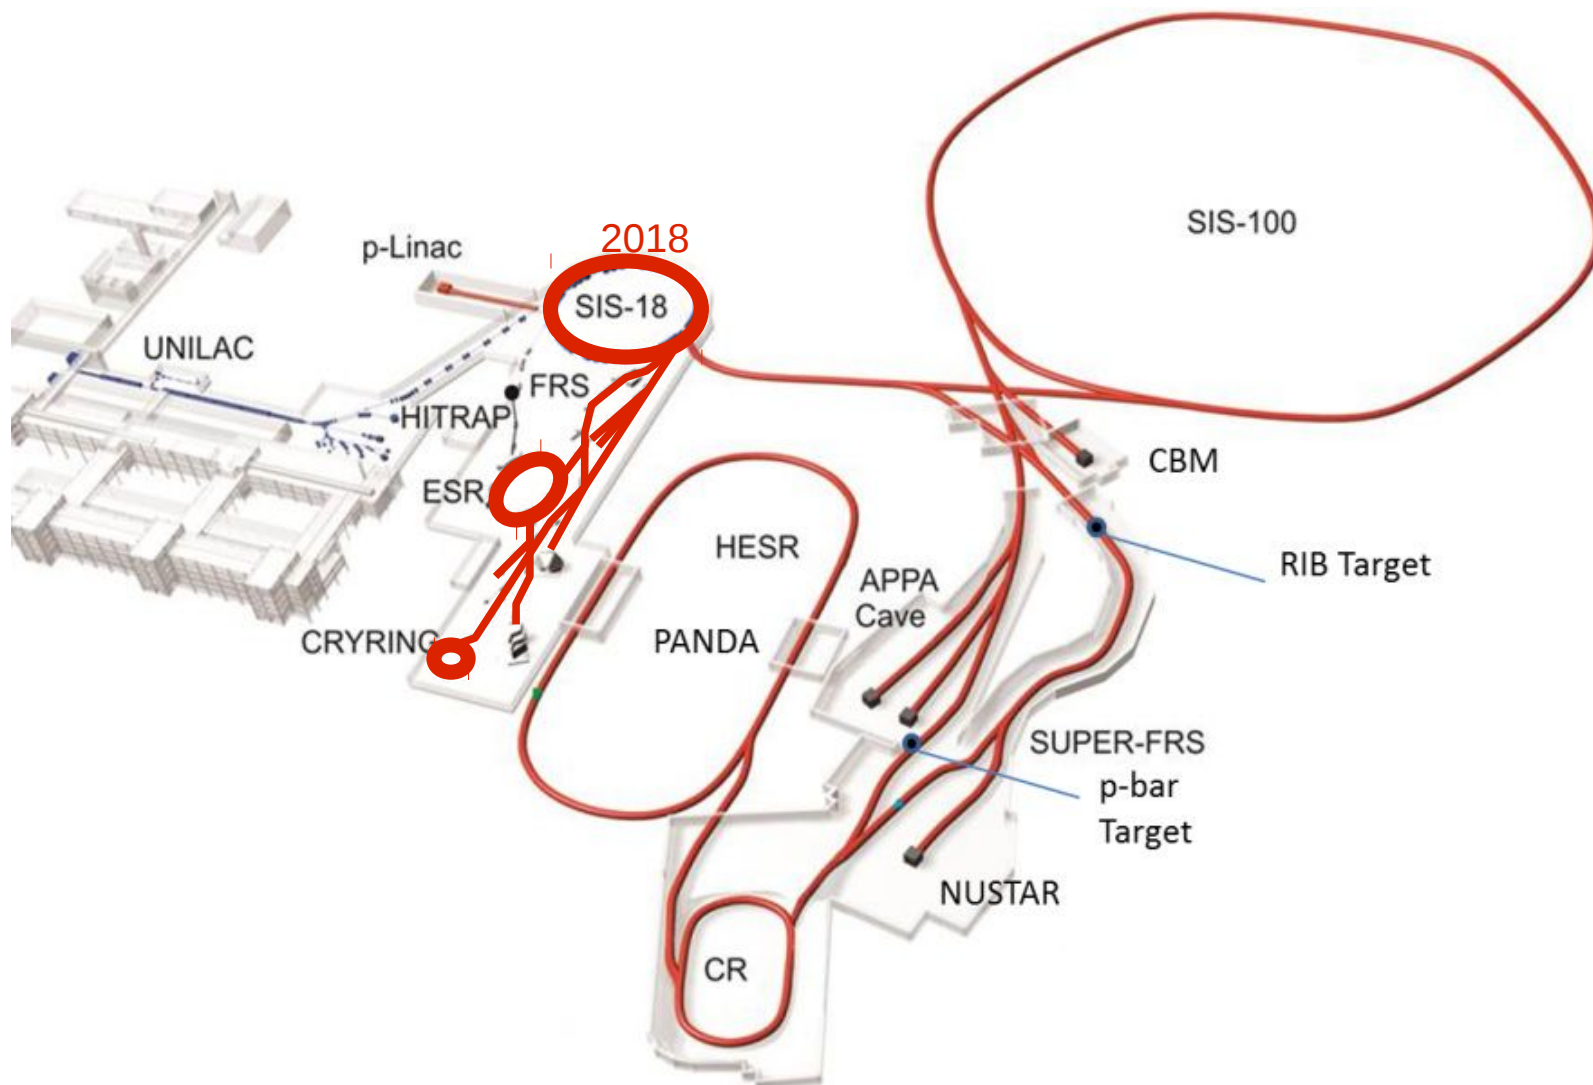 2018
SIS-100
p-Linac
SIS-18
UNILAC
FRS
HITRAP
CBM
ESR
HESR
RIB Target
APPA
Cave
CRYRING
PANDA
SUPER-FRS
p-bar
Target
NUSTAR
CR